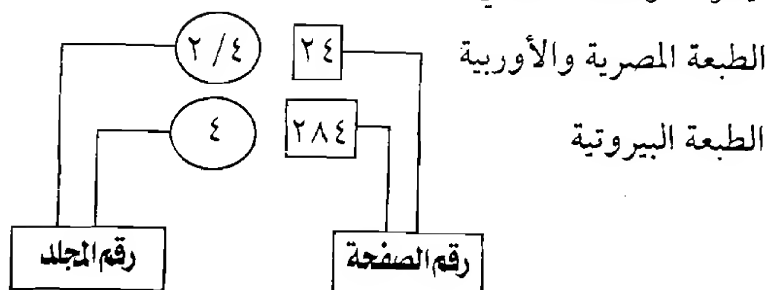 الطبعة المصرية والأوربية ٢٤ ٢/٤
الطبعة البيروتية ٢٨٤ ٤
رقم الصفحة رقم المجلد